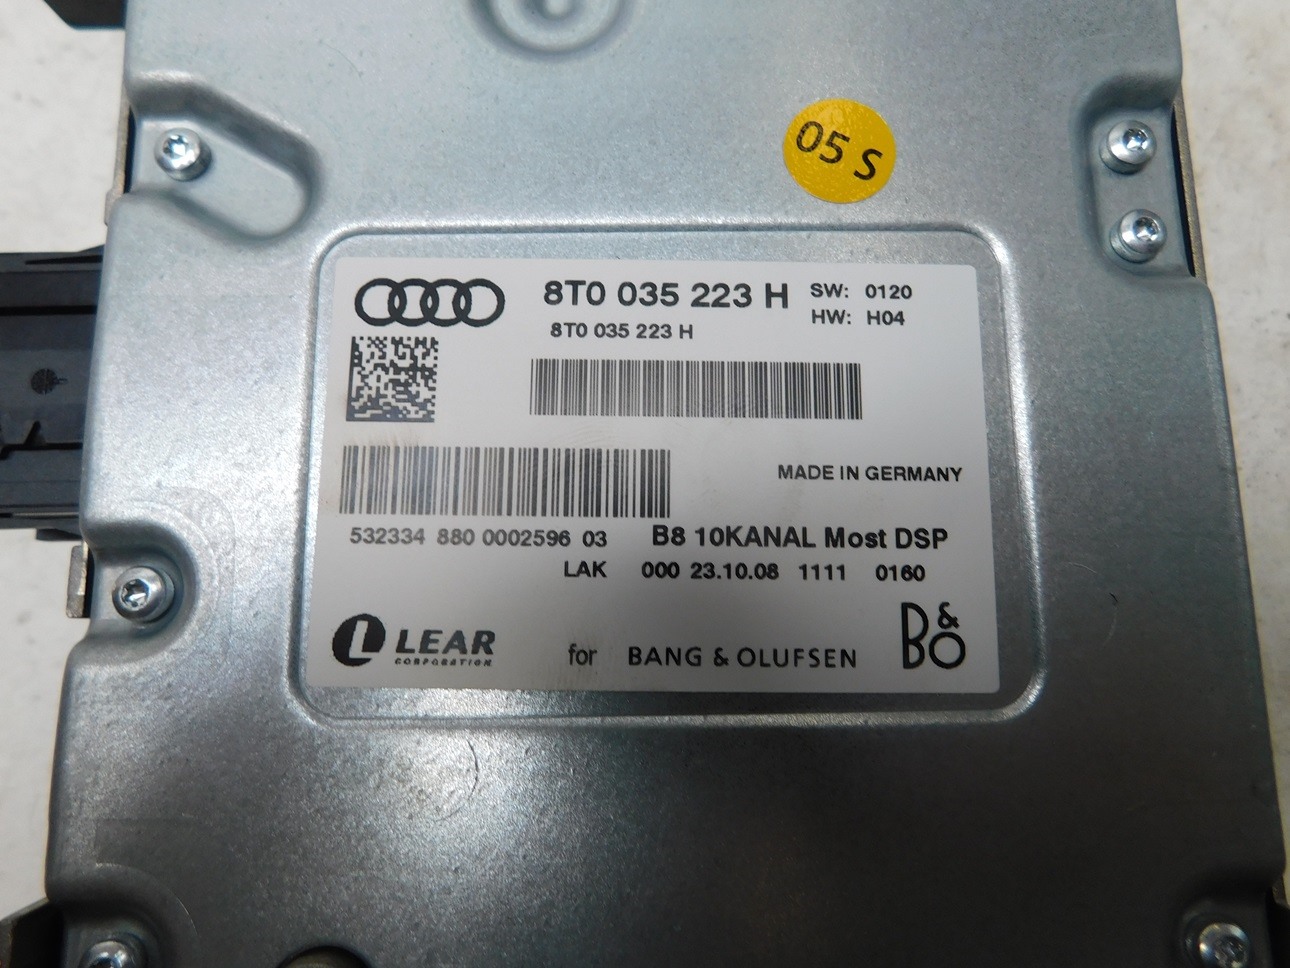 05 S
8T0 035 223 H SW: 0120
HW: H04
8T0 035 223 H
MADE IN GERMANY
532334 880 0002596 03 B8 10KANAL Most DSP
LAK 000 23.10.08 1111 0160
L LEAR
CORPORATION
for BANG & OLUFSEN B&O